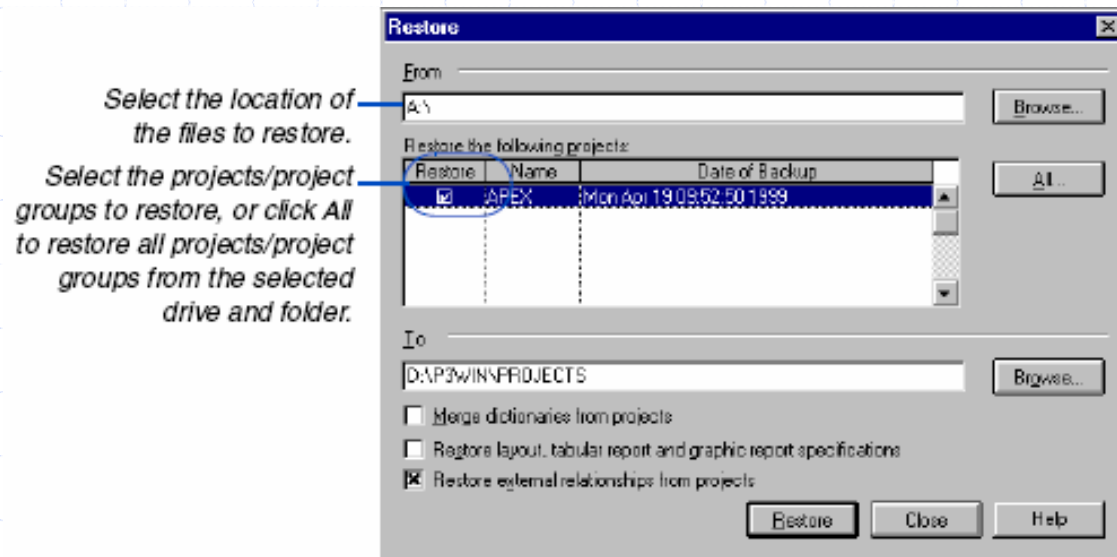 Restore
From
Select the location of
the files to restore.
A:\
Browse...
Restore the following projects:
Select the projects/project
groups to restore, or click All
to restore all projects/project
groups from the selected
drive and folder.
Restore Name Date of Backup
APEX Mon Apr 19 09:52:50 1999
All...
To
D:\P3WIN\PROJECTS
Browse...
Merge dictionaries from projects
Restore layout, tabular report and graphic report specifications
Restore external relationships from projects
Restore Close Help